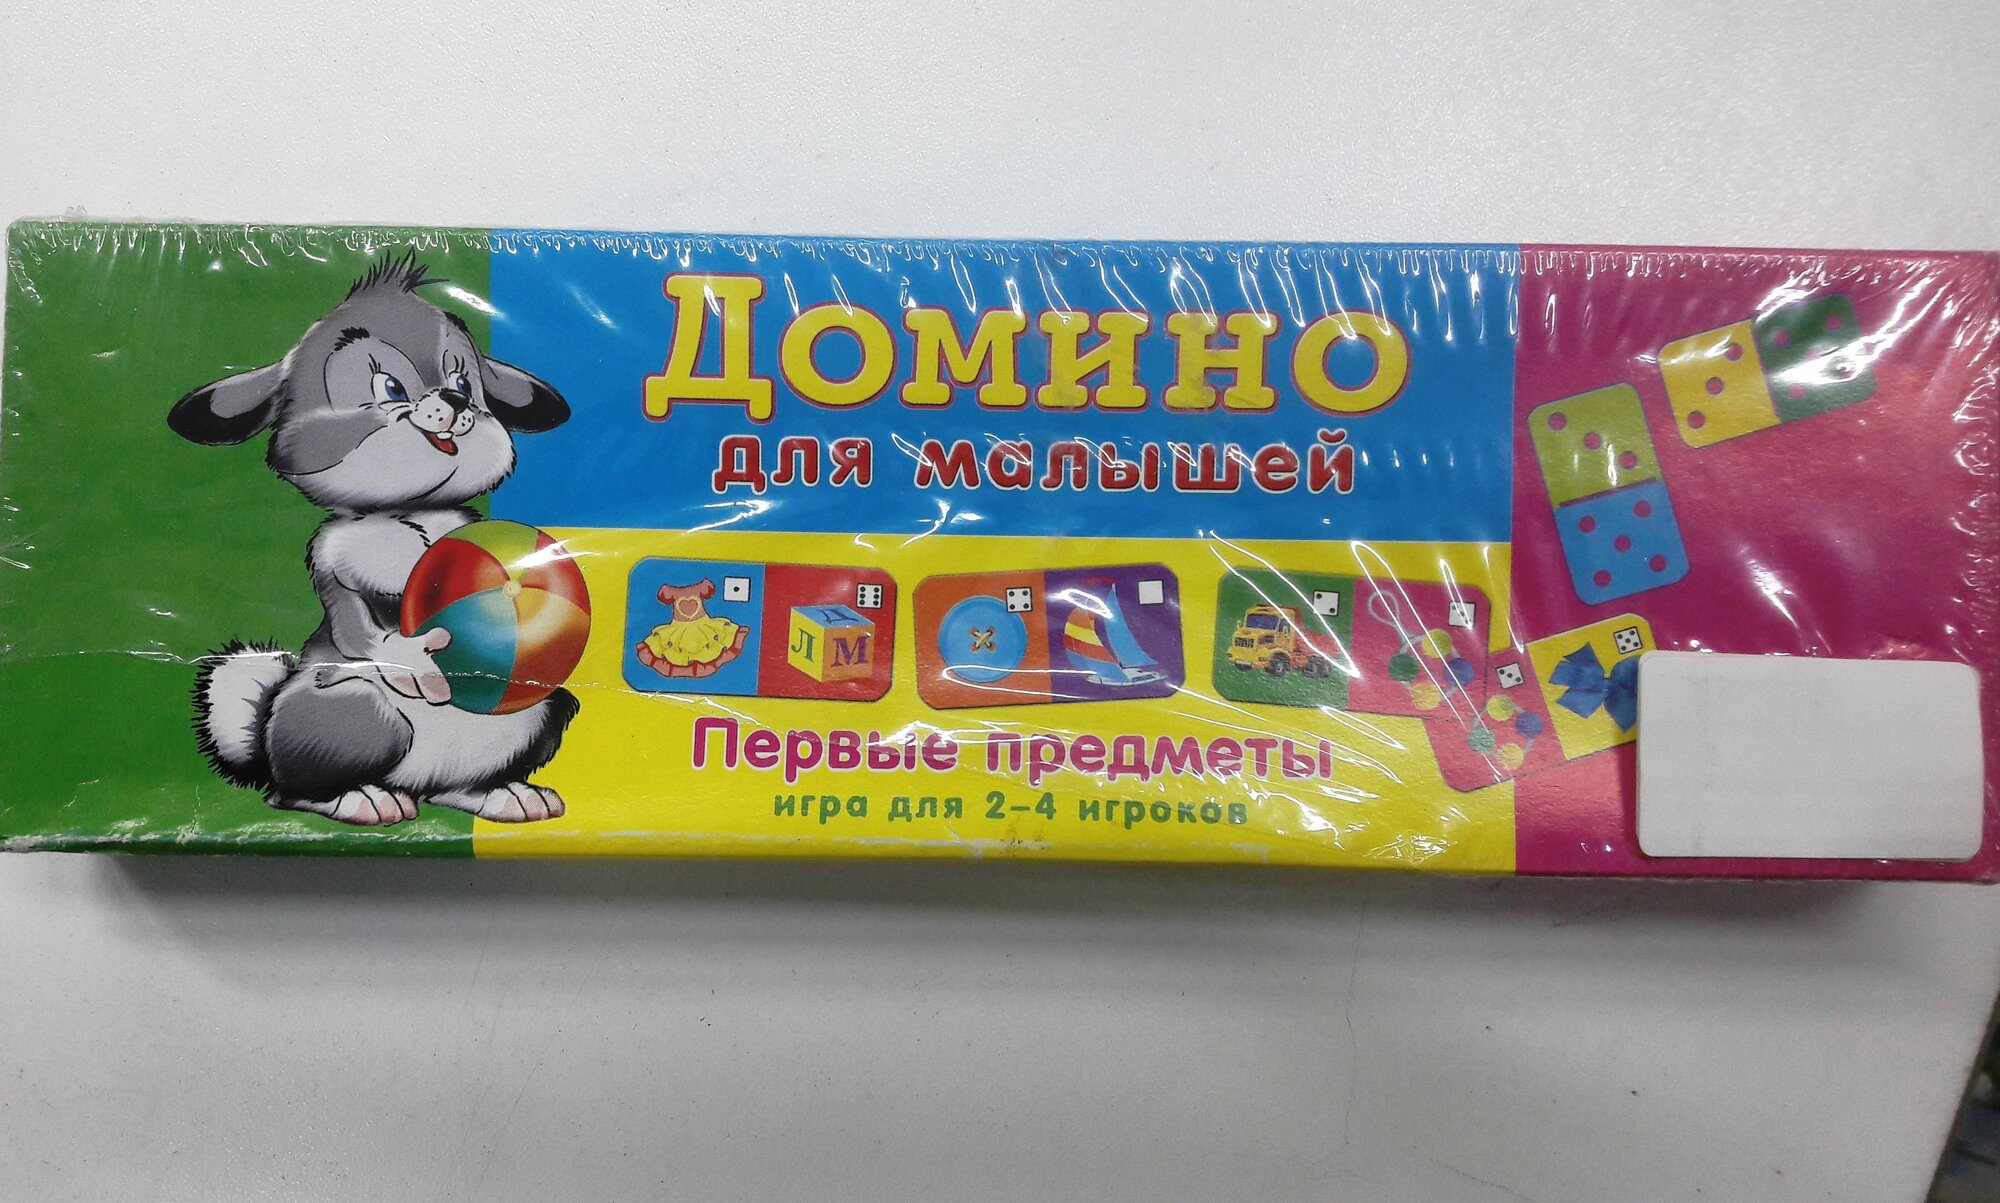 Домино
для малышей
Л М
Первые предметы
игра для 2–4 игроков